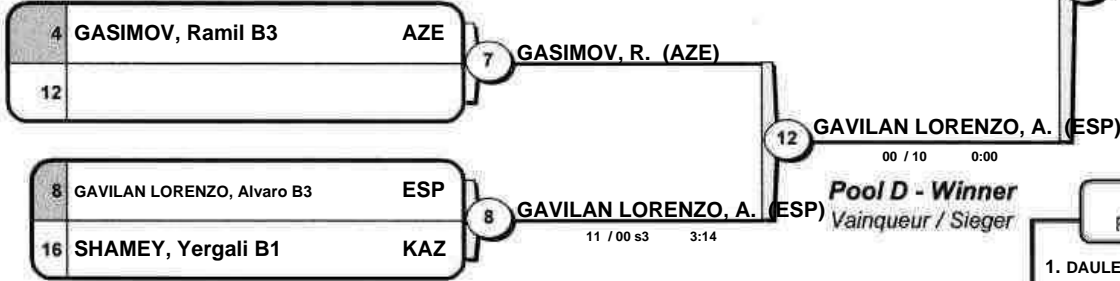 4 GASIMOV, Ramil B3 AZE
7
GASIMOV, R. (AZE)
12
12
GAVILAN LORENZO, A. (ESP)
00 / 10 0:00
8 GAVILAN LORENZO, Alvaro B3 ESP
8
GAVILAN LORENZO, A. (ESP)
11 / 00 s3 3:14
16 SHAMEY, Yergali B1 KAZ
Pool D - Winner
Vainqueur / Sieger
1. DAULE